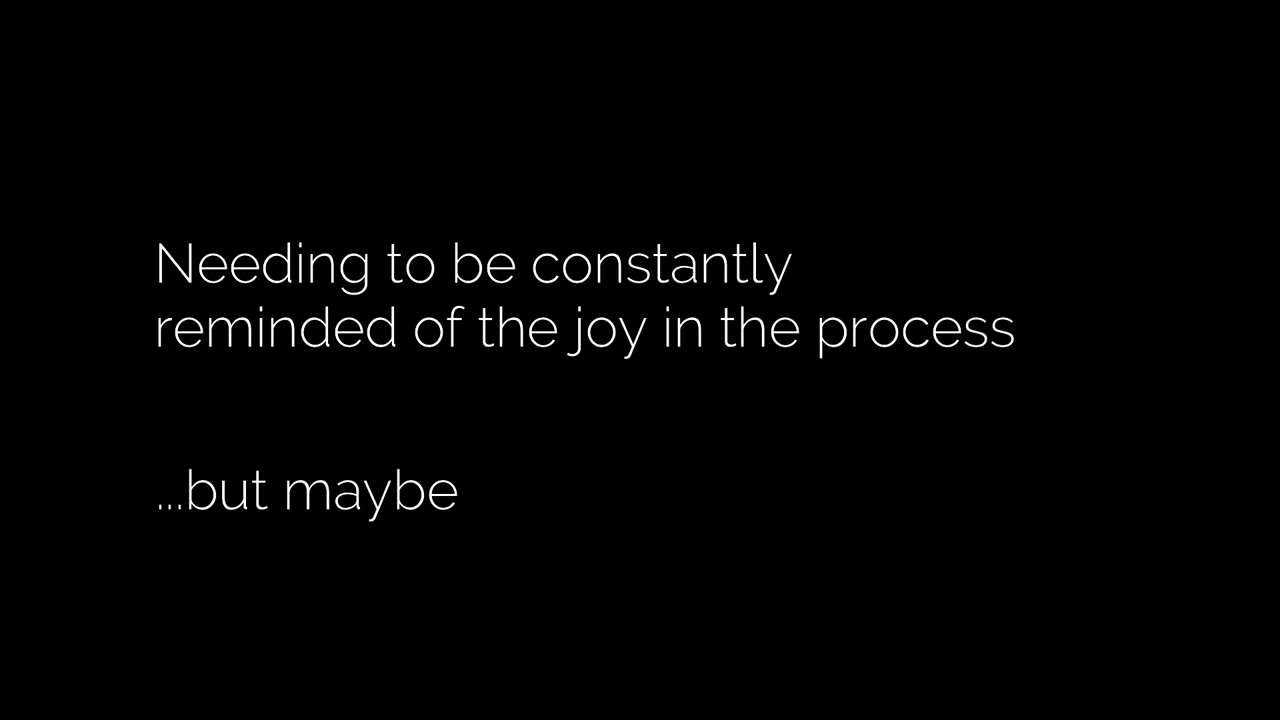 Needing to be constantly
reminded of the joy in the process
...but maybe